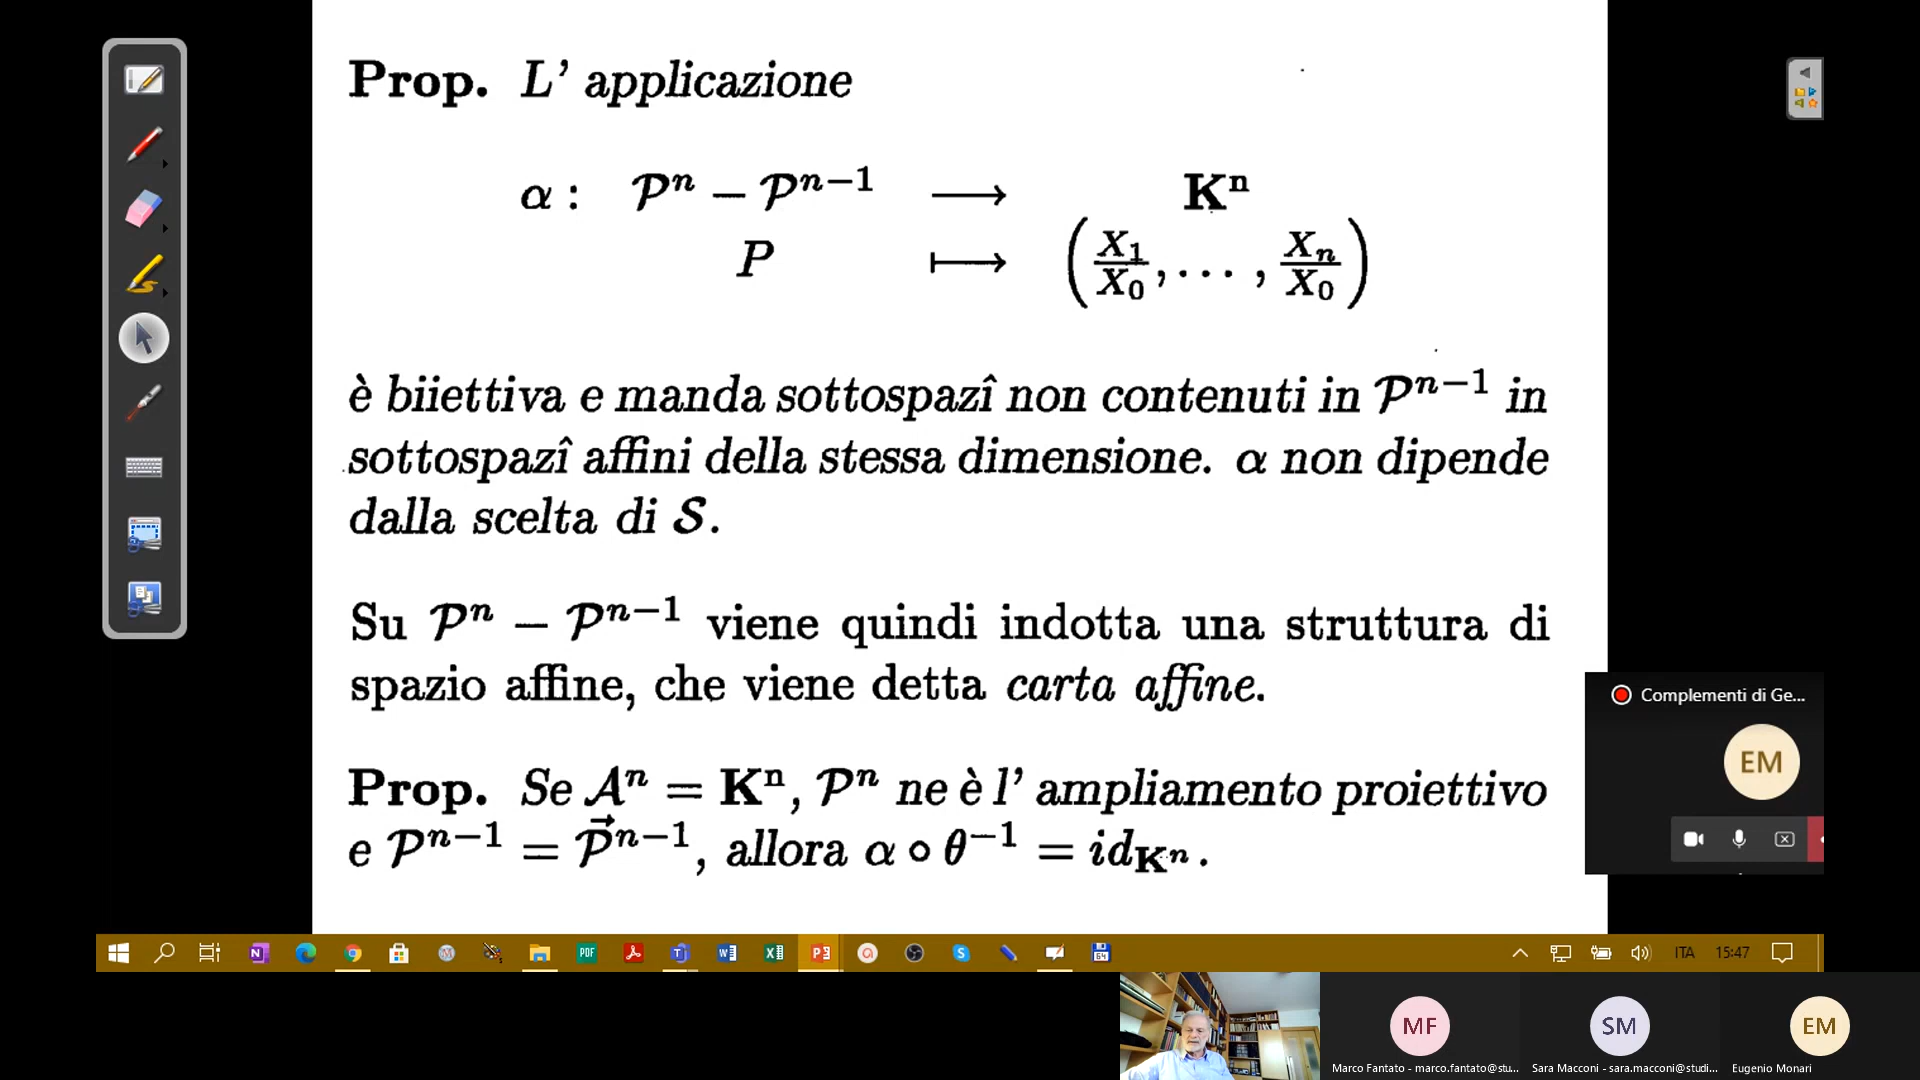 Prop. L' applicazione
α : 𝒫ⁿ − 𝒫ⁿ⁻¹ ⟶ 𝐊ⁿ
P ⟼ (X₁/X₀, . . . , Xₙ/X₀)
è biiettiva e manda sottospazî non contenuti in 𝒫ⁿ⁻¹ in
sottospazî affini della stessa dimensione. α non dipende
dalla scelta di 𝒮.
Su 𝒫ⁿ − 𝒫ⁿ⁻¹ viene quindi indotta una struttura di
spazio affine, che viene detta carta affine.
Prop. Se 𝒜ⁿ = 𝐊ⁿ, 𝒫ⁿ ne è l' ampliamento proiettivo
e 𝒫ⁿ⁻¹ = 𝒫⃗ⁿ⁻¹, allora α ∘ θ⁻¹ = id_𝐊ⁿ.
Complementi di Ge...
EM
PDF
64
ITA
15:47
MF
SM
EM
Marco Fantato - marco.fantato@stu...
Sara Macconi - sara.macconi@studi...
Eugenio Monari